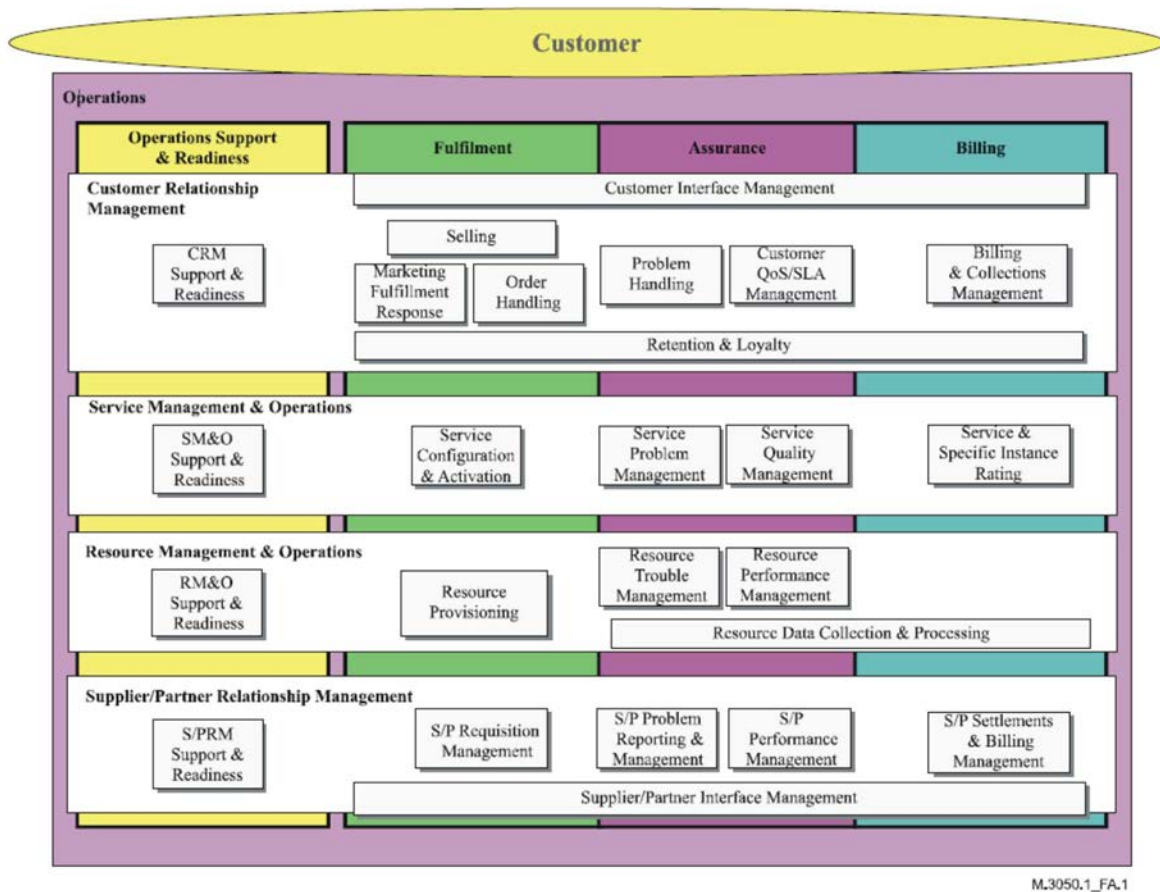 Customer
Operations
Operations Support
& Readiness
Fulfilment
Assurance
Billing
Customer Relationship
Management
Customer Interface Management
Selling
CRM
Support &
Readiness
Marketing
Fulfillment
Response
Order
Handling
Problem
Handling
Customer
QoS/SLA
Management
Billing
& Collections
Management
Retention & Loyalty
Service Management & Operations
SM&O
Support &
Readiness
Service
Configuration
& Activation
Service
Problem
Management
Service
Quality
Management
Service &
Specific Instance
Rating
Resource Management & Operations
RM&O
Support &
Readiness
Resource
Provisioning
Resource
Trouble
Management
Resource
Performance
Management
Resource Data Collection & Processing
Supplier/Partner Relationship Management
S/PRM
Support &
Readiness
S/P Requisition
Management
S/P Problem
Reporting &
Management
S/P
Performance
Management
S/P Settlements
& Billing
Management
Supplier/Partner Interface Management
M.3050.1_FA.1